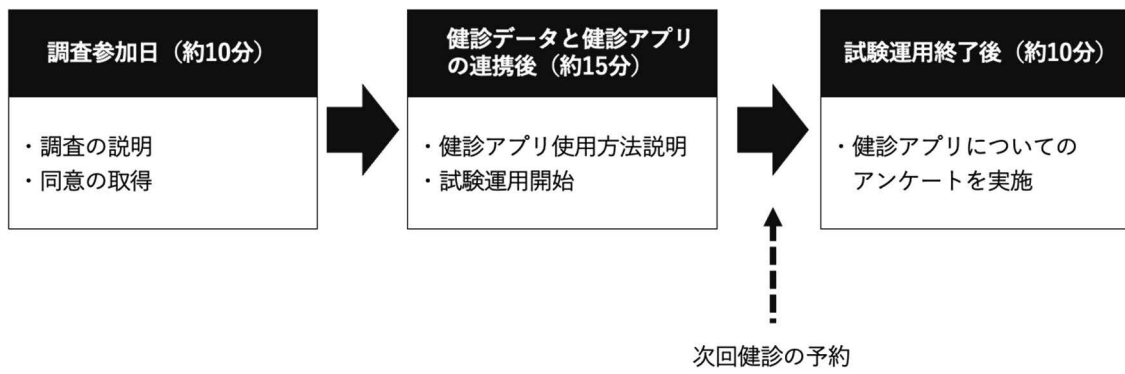 調査参加日（約10分）
・調査の説明
・同意の取得
健診データと健診アプリ
の連携後（約15分）
・健診アプリ使用方法説明
・試験運用開始
試験運用終了後（約10分）
・健診アプリについての
アンケートを実施
次回健診の予約